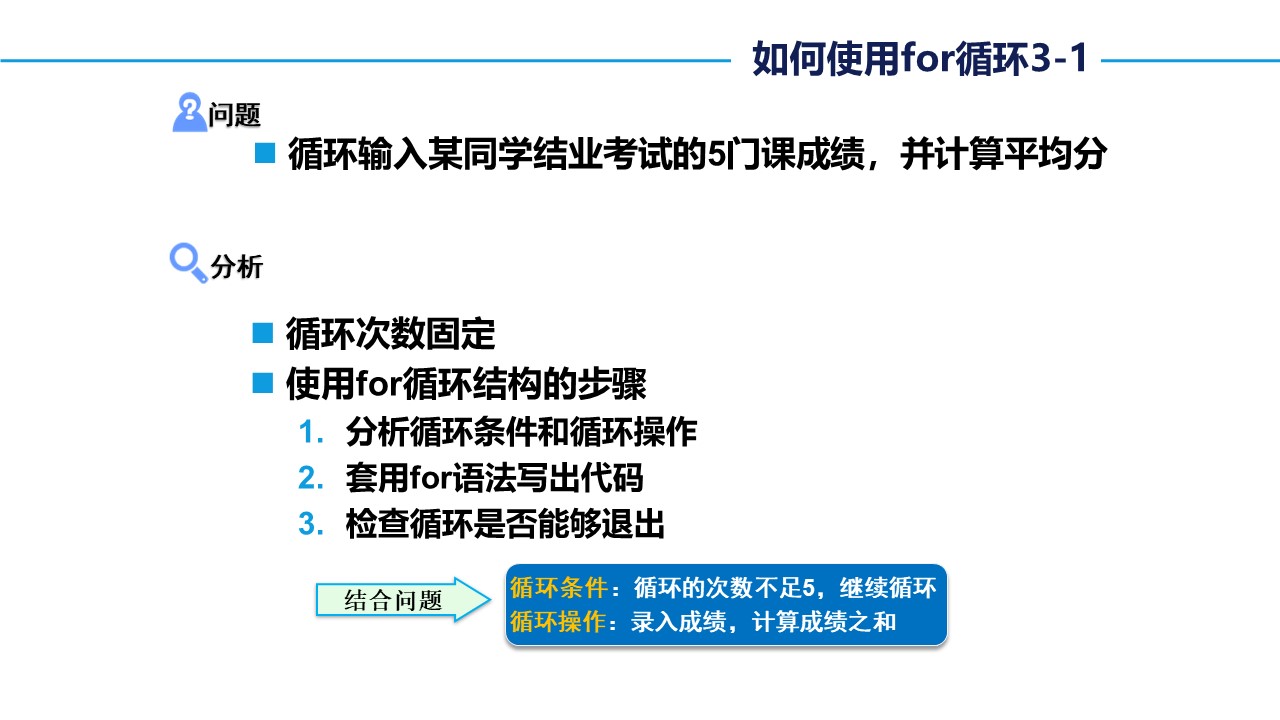 如何使用for循环3-1
问题
循环输入某同学结业考试的5门课成绩，并计算平均分
分析
循环次数固定
使用for循环结构的步骤
1. 分析循环条件和循环操作
2. 套用for语法写出代码
3. 检查循环是否能够退出
结合问题
循环条件：循环的次数不足5，继续循环
循环操作：录入成绩，计算成绩之和